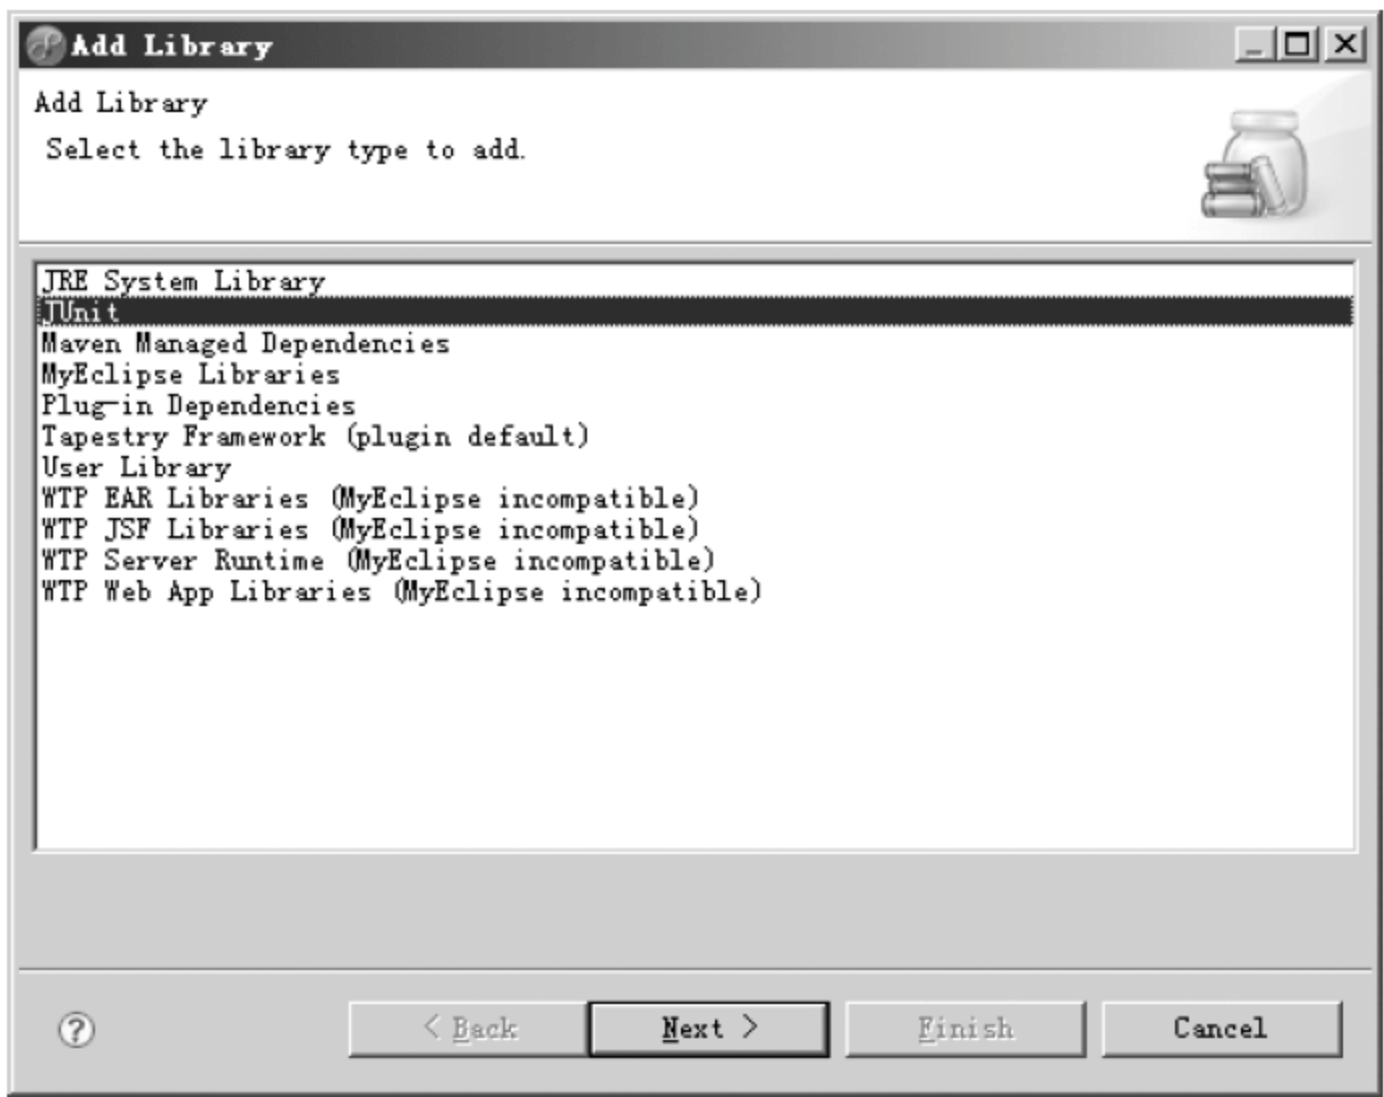 Add Library
Add Library
Select the library type to add.
JRE System Library
JUnit
Maven Managed Dependencies
MyEclipse Libraries
Plug-in Dependencies
Tapestry Framework (plugin default)
User Library
WTP EAR Libraries (MyEclipse incompatible)
WTP JSF Libraries (MyEclipse incompatible)
WTP Server Runtime (MyEclipse incompatible)
WTP Web App Libraries (MyEclipse incompatible)
? < Back Next > Finish Cancel